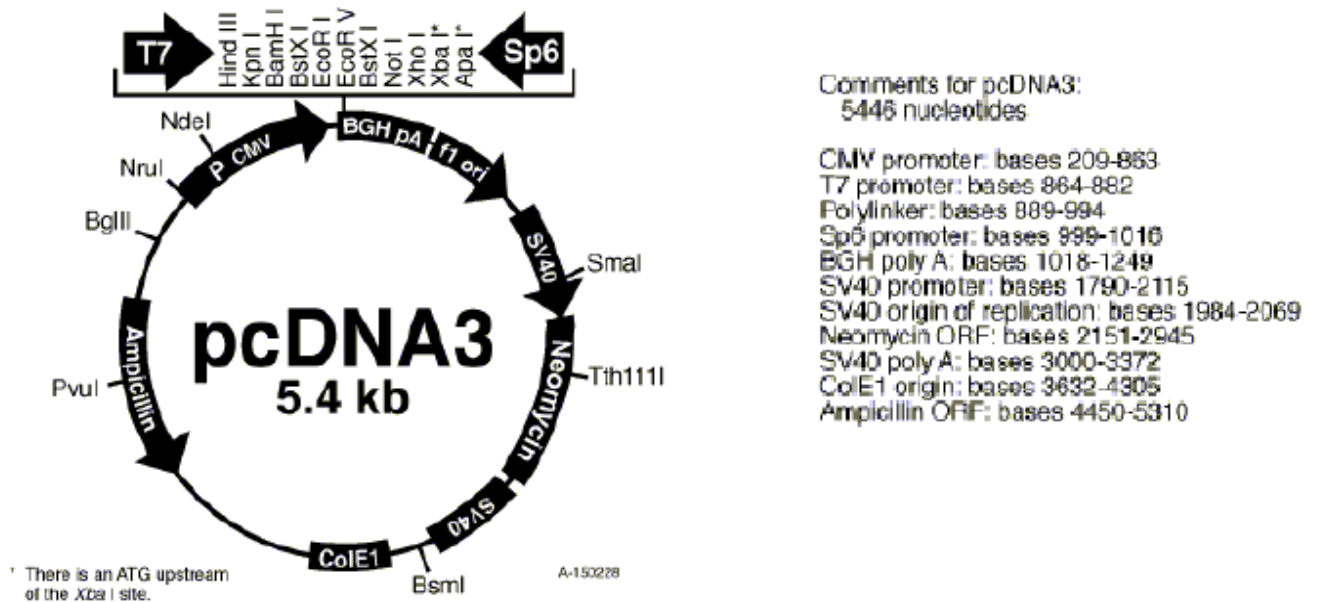 T7
Hind III
Kpn I
BamH I
BstX I
EcoR I
EcoR V
BstX I
Not I
Xho I
Xba I*
Apa I*
Sp6
NdeI
NruI
BglII
PvuI
P CMV
BGH pA
f1 ori
SV40
SmaI
Neomycin
Tth111I
SV40
BsmI
ColE1
Ampicillin
pcDNA3
5.4 kb
* There is an ATG upstream
of the Xba I site.
A-150228
Comments for pcDNA3:
5446 nucleotides
CMV promoter: bases 209-863
T7 promoter: bases 864-882
Polylinker: bases 889-994
Sp6 promoter: bases 999-1016
BGH poly A: bases 1018-1249
SV40 promoter: bases 1790-2115
SV40 origin of replication: bases 1984-2069
Neomycin ORF: bases 2151-2945
SV40 poly A: bases 3000-3372
ColE1 origin: bases 3632-4305
Ampicillin ORF: bases 4450-5310